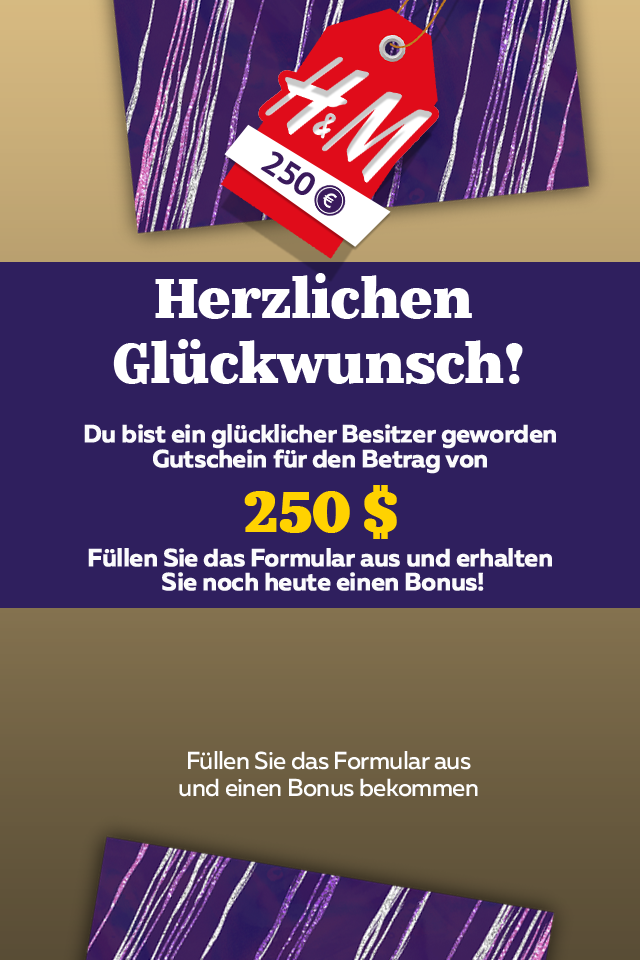 H&M
250 €
Herzlichen
Glückwunsch!
Du bist ein glücklicher Besitzer geworden
Gutschein für den Betrag von
250 $
Füllen Sie das Formular aus und erhalten
Sie noch heute einen Bonus!
Füllen Sie das Formular aus
und einen Bonus bekommen